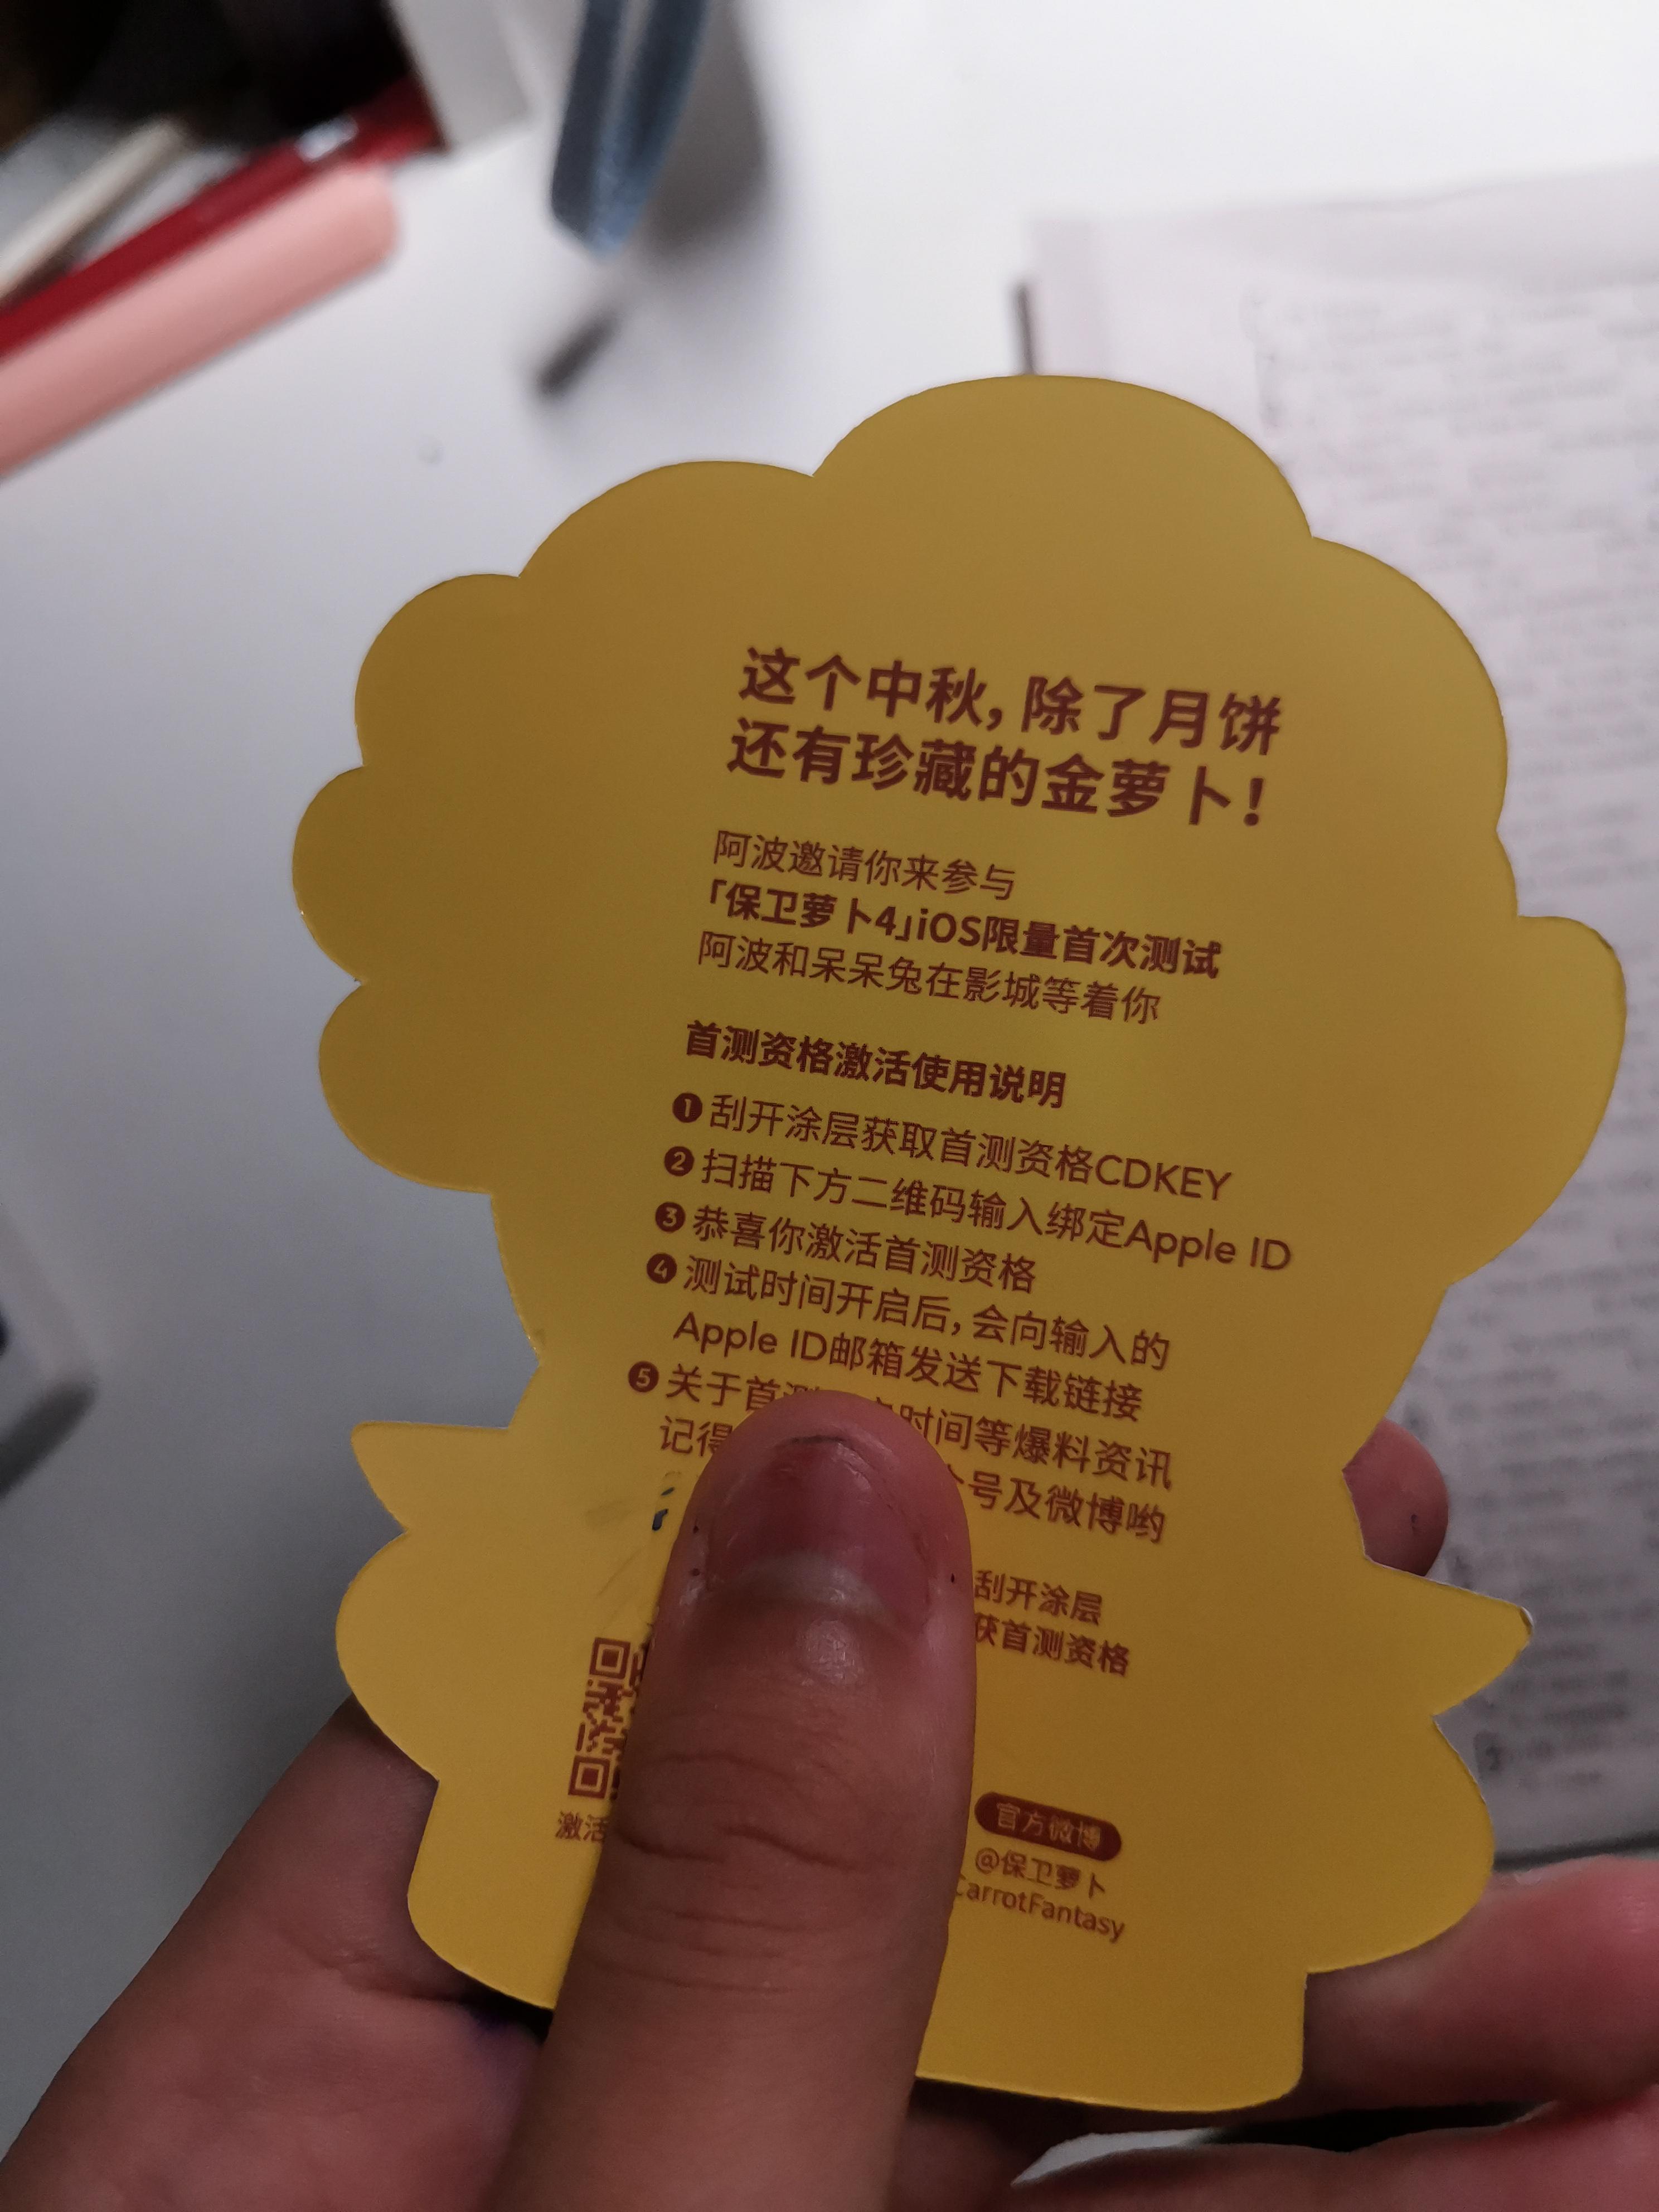 这个中秋，除了月饼
还有珍藏的金萝卜！
阿波邀请你来参与
「保卫萝卜4」iOS限量首次测试
阿波和呆呆兔在影城等着你
首测资格激活使用说明
❶ 刮开涂层获取首测资格CDKEY
❷ 扫描下方二维码输入绑定Apple ID
❸ 恭喜你激活首测资格
❹ 测试时间开启后，会向输入的
Apple ID邮箱发送下载链接
❺ 关于首测 时间等爆料资讯
记得 号及微博哟
刮开涂层
获首测资格
激活
官方微博
@保卫萝卜
CarrotFantasy